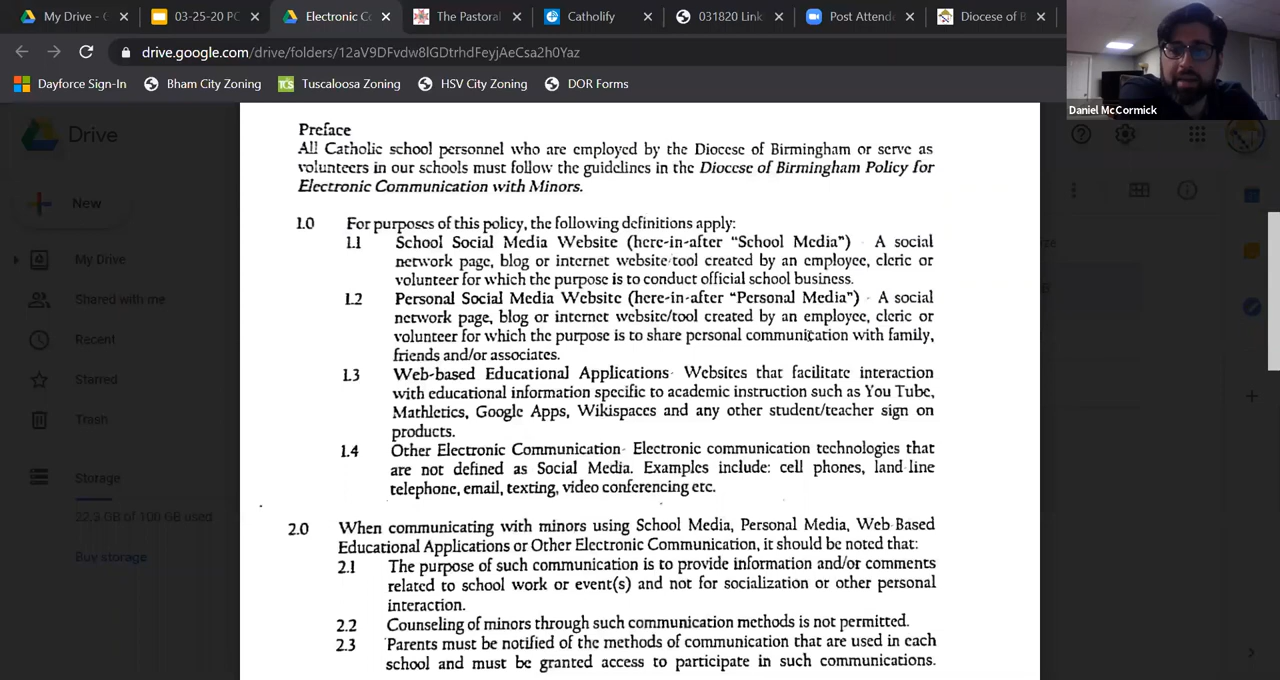 My Drive - G
03-25-20 PC
Electronic Co
The Pastoral
Catholify
031820 Link
Post Attende
Diocese of B
drive.google.com/drive/folders/12aV9DFvdw8lGDtrhdFeyjAeCsa2h0Yaz
Dayforce Sign-In
Bham City Zoning
Tuscaloosa Zoning
HSV City Zoning
DOR Forms
Daniel McCormick
Drive
New
My Drive
Shared with me
Recent
Starred
Trash
Storage
22.3 GB of 100 GB used
Buy storage
Preface
All Catholic school personnel who are employed by the Diocese of Birmingham or serve as
volunteers in our schools must follow the guidelines in the Diocese of Birmingham Policy for
Electronic Communication with Minors.
1.0 For purposes of this policy, the following definitions apply:
1.1 School Social Media Website (here-in-after “School Media”) - A social
network page, blog or internet website/tool created by an employee, cleric or
volunteer for which the purpose is to conduct official school business.
1.2 Personal Social Media Website (here-in-after “Personal Media”) - A social
network page, blog or internet website/tool created by an employee, cleric or
volunteer for which the purpose is to share personal communication with family,
friends and/or associates.
1.3 Web-based Educational Applications- Websites that facilitate interaction
with educational information specific to academic instruction such as You Tube,
Mathletics, Google Apps, Wikispaces and any other student/teacher sign on
products.
1.4 Other Electronic Communication- Electronic communication technologies that
are not defined as Social Media. Examples include: cell phones, land-line
telephone, email, texting, video conferencing etc.
2.0 When communicating with minors using School Media, Personal Media, Web Based
Educational Applications or Other Electronic Communication, it should be noted that:
2.1 The purpose of such communication is to provide information and/or comments
related to school work or event(s) and not for socialization or other personal
interaction.
2.2 Counseling of minors through such communication methods is not permitted.
2.3 Parents must be notified of the methods of communication that are used in each
school and must be granted access to participate in such communications.